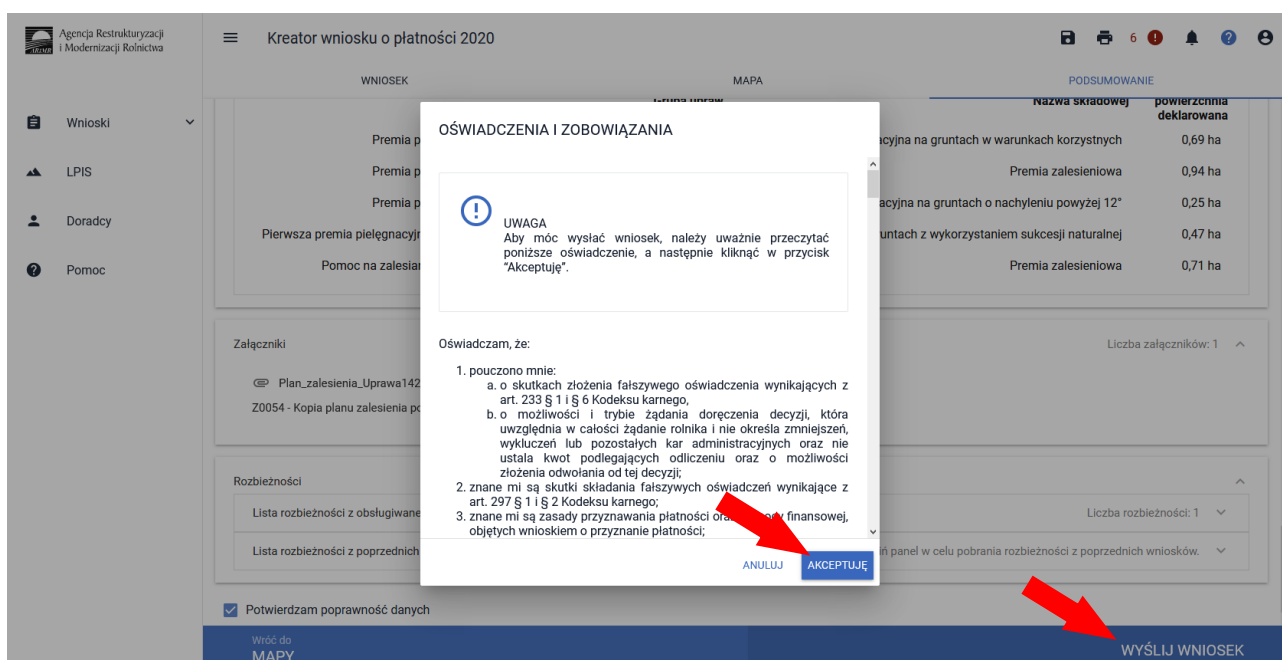 Agencja Restrukturyzacji
i Modernizacji Rolnictwa
ARiMR
Kreator wniosku o płatności 2020
6
WNIOSEK
MAPA
PODSUMOWANIE
Wnioski
LPIS
Doradcy
Pomoc
Grupa upraw
Nazwa składowej
powierzchnia
deklarowana
Premia p
acyjna na gruntach w warunkach korzystnych
0,69 ha
Premia p
Premia zalesieniowa
0,94 ha
Premia p
acyjna na gruntach o nachyleniu powyżej 12°
0,25 ha
Pierwsza premia pielęgnacyjn
untach z wykorzystaniem sukcesji naturalnej
0,47 ha
Pomoc na zalesian
Premia zalesieniowa
0,71 ha
Załączniki
Liczba załączników: 1
Plan_zalesienia_Uprawa142
Z0054 - Kopia planu zalesienia po
Rozbieżności
Lista rozbieżności z obsługiwane
Liczba rozbieżności: 1
Lista rozbieżności z poprzednich
panel w celu pobrania rozbieżności z poprzednich wniosków.
Potwierdzam poprawność danych
Wróć do
MAPY
WYŚLIJ WNIOSEK
OŚWIADCZENIA I ZOBOWIĄZANIA
UWAGA
Aby móc wysłać wniosek, należy uważnie przeczytać
poniższe oświadczenie, a następnie kliknąć w przycisk
"Akceptuję".
Oświadczam, że:
1. pouczono mnie:
a. o skutkach złożenia fałszywego oświadczenia wynikających z
art. 233 § 1 i § 6 Kodeksu karnego,
b. o możliwości i trybie żądania doręczenia decyzji, która
uwzględnia w całości żądanie rolnika i nie określa zmniejszeń,
wykluczeń lub pozostałych kar administracyjnych oraz nie
ustala kwot podlegających odliczeniu oraz o możliwości
złożenia odwołania od tej decyzji;
2. znane mi są skutki składania fałszywych oświadczeń wynikające z
art. 297 § 1 i § 2 Kodeksu karnego;
3. znane mi są zasady przyznawania płatności finansowej,
objętych wnioskiem o przyznanie płatności;
ANULUJ
AKCEPTUJĘ